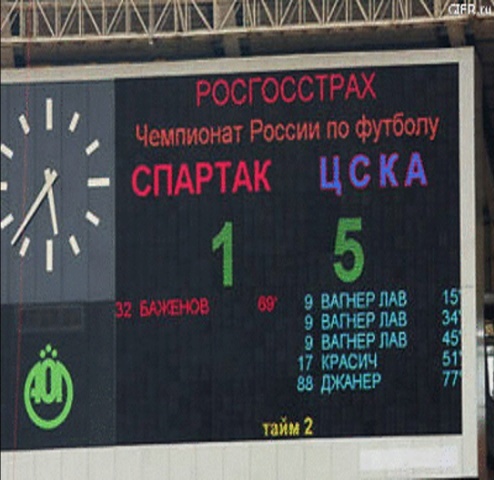 CIFR.ru
РОСГОССТРАХ
Чемпионат России по футболу
СПАРТАК ЦСКА
1 5
32 БАЖЕНОВ 69' 9 ВАГНЕР ЛАВ 15'
9 ВАГНЕР ЛАВ 34'
9 ВАГНЕР ЛАВ 45'
17 КРАСИЧ 51'
88 ДЖАНЕР 77'
тайм 2